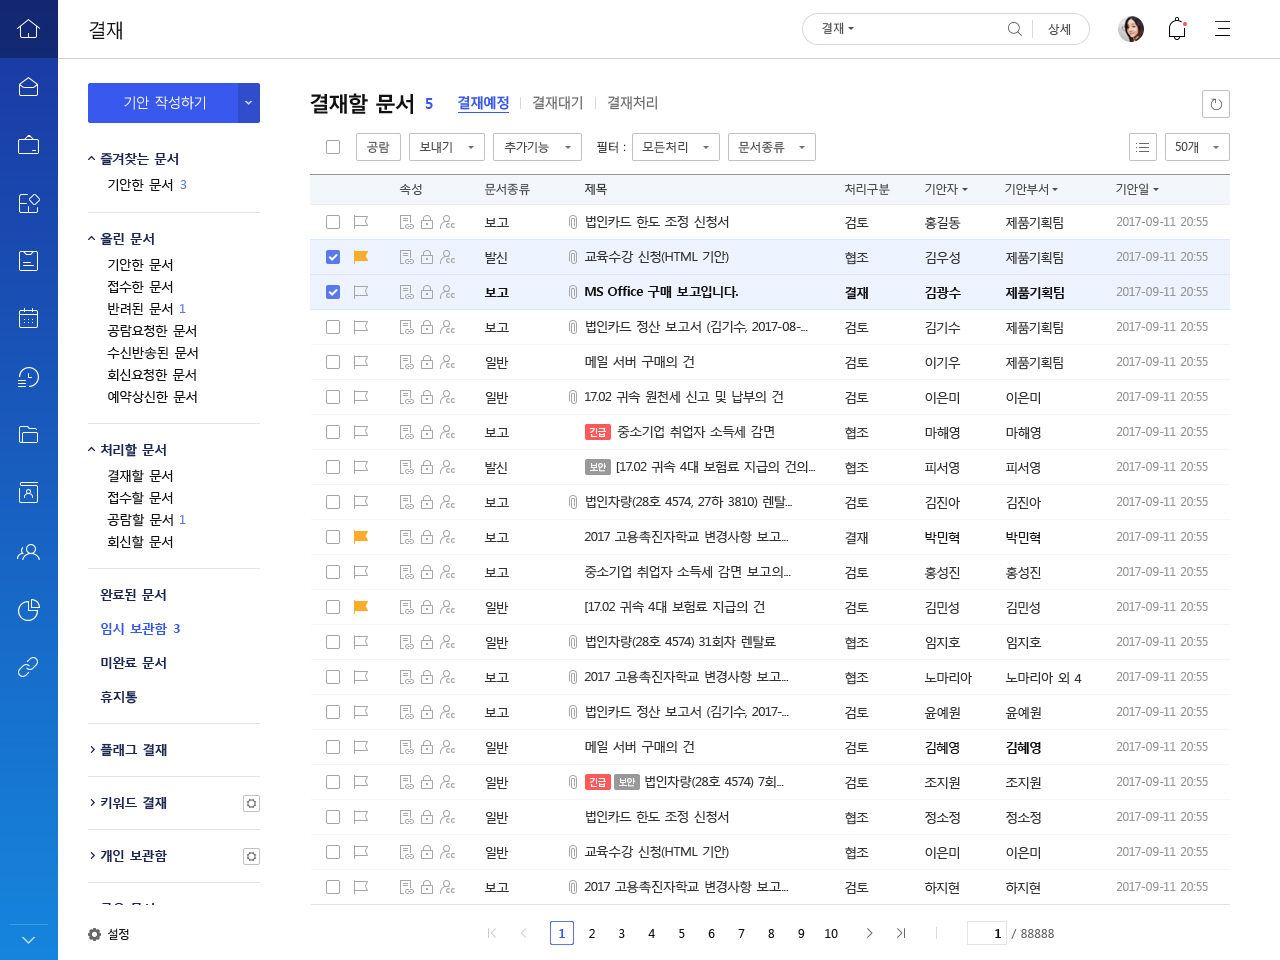 결재
결재
상세
기안 작성하기
즐겨찾는 문서
기안한 문서 3
올린 문서
기안한 문서
접수한 문서
반려된 문서 1
공람요청한 문서
수신반송된 문서
회신요청한 문서
예약상신한 문서
처리할 문서
결재할 문서
접수할 문서
공람할 문서 1
회신할 문서
완료된 문서
임시 보관함 3
미완료 문서
휴지통
플래그 결재
키워드 결재
개인 보관함
설정
결재할 문서 5 결재예정 결재대기 결재처리
공람 보내기 추가기능 필터 : 모든처리 문서종류 50개
속성 문서종류 제목 처리구분 기안자 기안부서 기안일
보고 법인카드 한도 조정 신청서 검토 홍길동 제품기획팀 2017-09-11 20:55
발신 교육수강 신청(HTML 기안) 협조 김우성 제품기획팀 2017-09-11 20:55
보고 MS Office 구매 보고입니다. 결재 김광수 제품기획팀 2017-09-11 20:55
보고 법인카드 정산 보고서 (김기수, 2017-08-... 검토 김기수 제품기획팀 2017-09-11 20:55
일반 메일 서버 구매의 건 검토 이기우 제품기획팀 2017-09-11 20:55
일반 17.02 귀속 원천세 신고 및 납부의 건 검토 이은미 이은미 2017-09-11 20:55
보고 긴급 중소기업 취업자 소득세 감면 협조 마해영 마해영 2017-09-11 20:55
발신 보안 [17.02 귀속 4대 보험료 지급의 건의... 협조 피서영 피서영 2017-09-11 20:55
보고 법인차량(28호 4574, 27하 3810) 렌탈... 검토 김진아 김진아 2017-09-11 20:55
보고 2017 고용촉진자학교 변경사항 보고... 결재 박민혁 박민혁 2017-09-11 20:55
보고 중소기업 취업자 소득세 감면 보고의... 검토 홍성진 홍성진 2017-09-11 20:55
일반 [17.02 귀속 4대 보험료 지급의 건 검토 김민성 김민성 2017-09-11 20:55
일반 법인차량(28호 4574) 31회차 렌탈료 협조 임지호 임지호 2017-09-11 20:55
일반 2017 고용촉진자학교 변경사항 보고... 협조 노마리아 노마리아 외 4 2017-09-11 20:55
보고 법인카드 정산 보고서 (김기수, 2017-... 검토 윤예원 윤예원 2017-09-11 20:55
일반 메일 서버 구매의 건 검토 김혜영 김혜영 2017-09-11 20:55
일반 긴급 보안 법인차량(28호 4574) 7회... 검토 조지원 조지원 2017-09-11 20:55
일반 법인카드 한도 조정 신청서 협조 정소정 정소정 2017-09-11 20:55
일반 교육수강 신청(HTML 기안) 협조 이은미 이은미 2017-09-11 20:55
보고 2017 고용촉진자학교 변경사항 보고... 검토 하지현 하지현 2017-09-11 20:55
1 2 3 4 5 6 7 8 9 10 1 / 88888